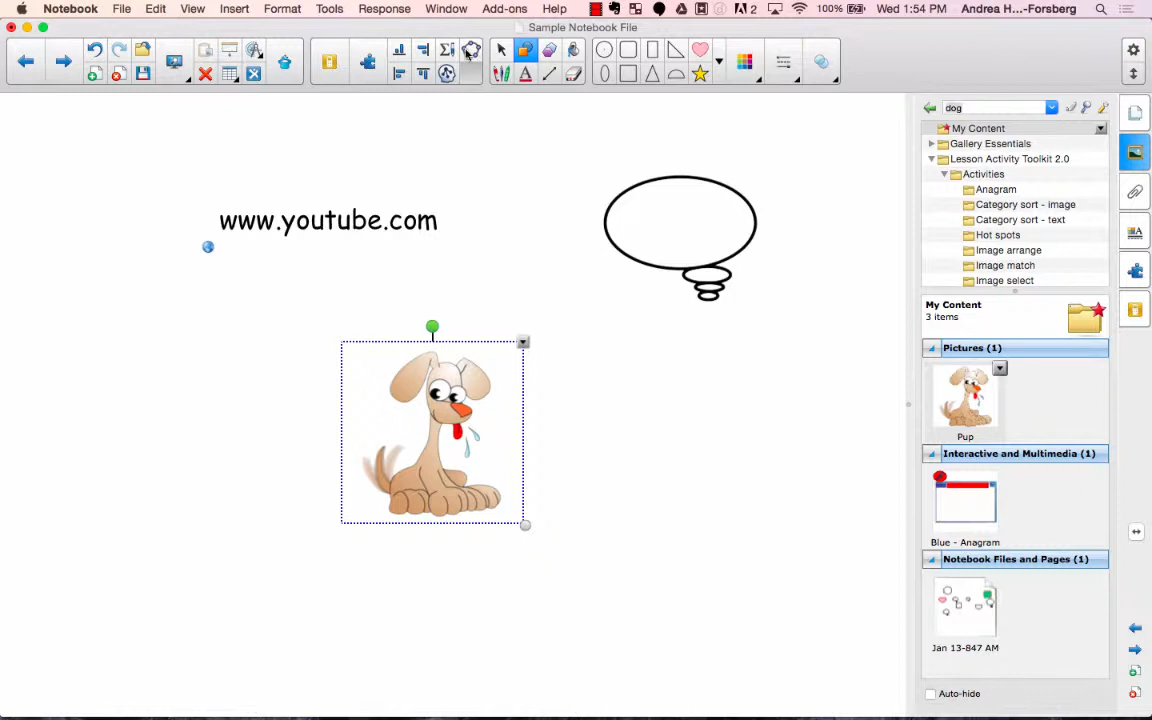 Notebook File Edit View Insert Format Tools Response Window Add-ons Help A 2 100% Wed 1:54 PM Andrea H...-Forsberg
Sample Notebook File
dog
My Content
Gallery Essentials
Lesson Activity Toolkit 2.0
Activities
Anagram
Category sort - image
Category sort - text
Hot spots
Image arrange
Image match
Image select
www.youtube.com
My Content
3 items
Pictures (1)
Pup
Interactive and Multimedia (1)
Blue - Anagram
Notebook Files and Pages (1)
Jan 13-847 AM
Auto-hide